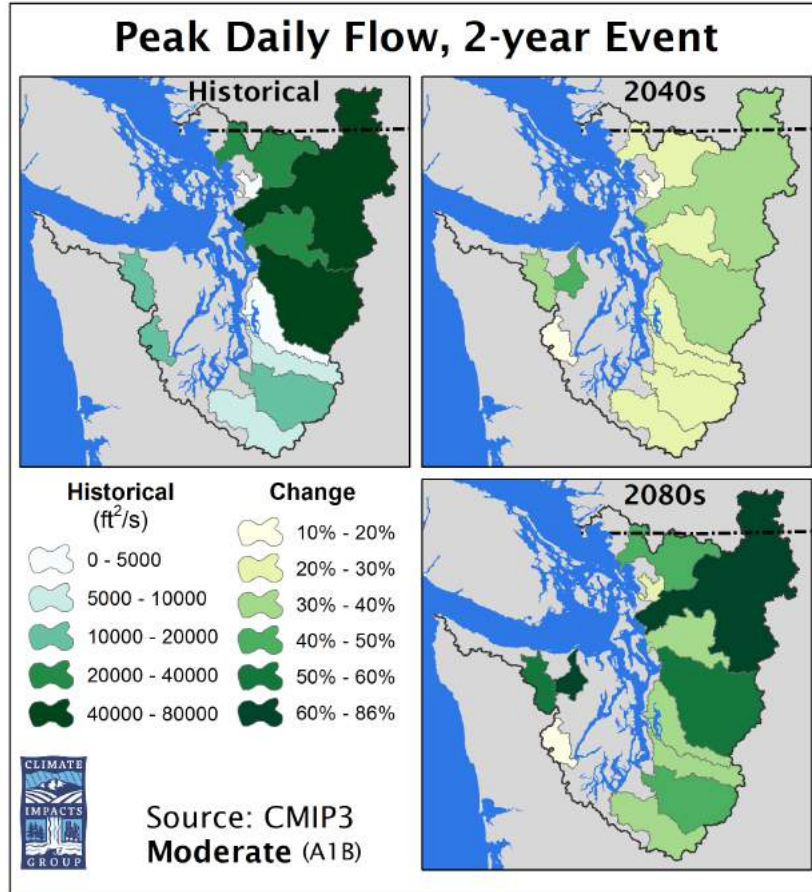 Peak Daily Flow, 2-year Event
Historical
2040s
Historical
(ft²/s)
0 - 5000
5000 - 10000
10000 - 20000
20000 - 40000
40000 - 80000
Change
10% - 20%
20% - 30%
30% - 40%
40% - 50%
50% - 60%
60% - 86%
2080s
CLIMATE
IMPACTS
GROUP
Source: CMIP3
Moderate (A1B)